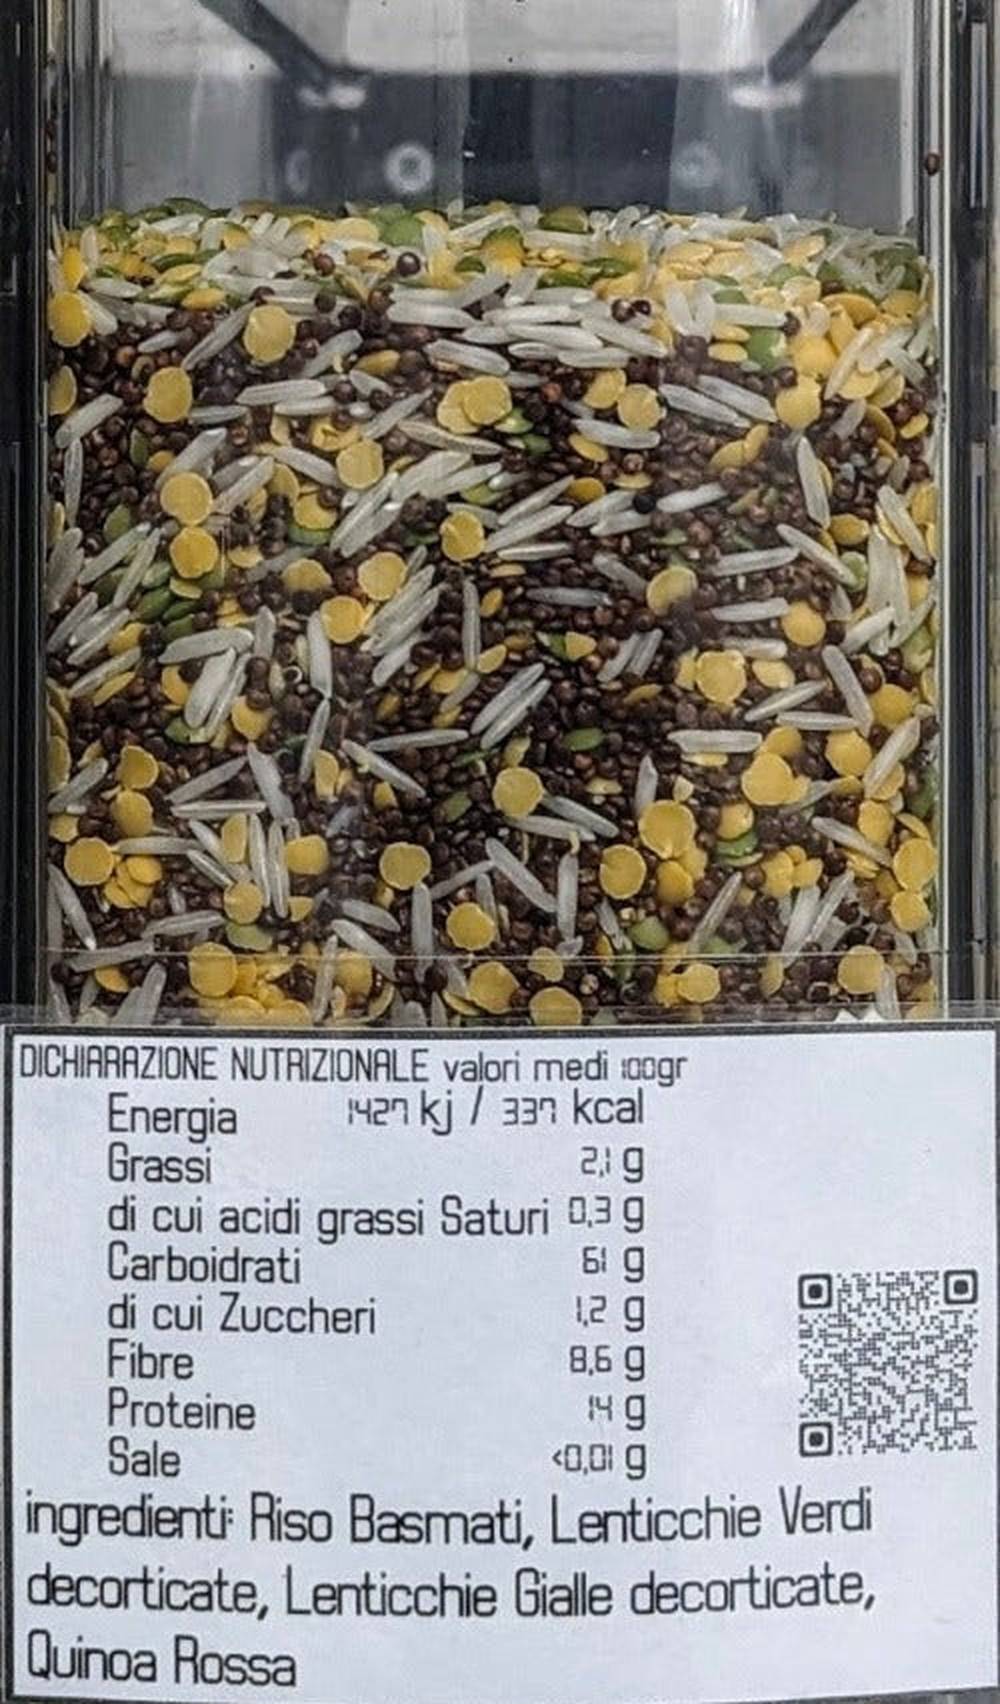 DICHIARAZIONE NUTRIZIONALE valori medi 100gr
Energia 1427 kj / 337 kcal
Grassi 2,1 g
di cui acidi grassi Saturi 0,3 g
Carboidrati 61 g
di cui Zuccheri 1,2 g
Fibre 8,6 g
Proteine 14 g
Sale <0,01 g
ingredienti: Riso Basmati, Lenticchie Verdi
decorticate, Lenticchie Gialle decorticate,
Quinoa Rossa